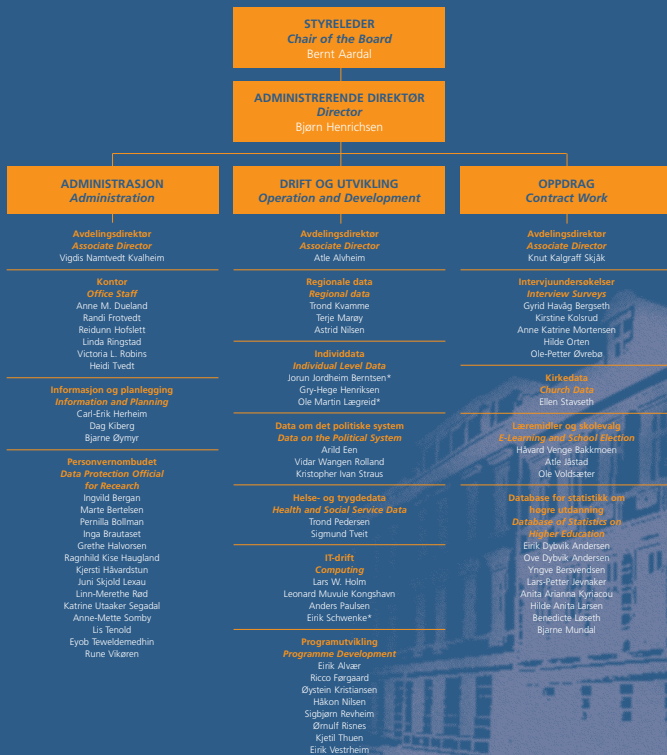 STYRELEDER
Chair of the Board
Bernt Aardal
ADMINISTRERENDE DIREKTØR
Director
Bjørn Henrichsen
ADMINISTRASJON
Administration
Avdelingsdirektør
Associate Director
Vigdis Namtvedt Kvalheim
Kontor
Office Staff
Anne M. Dueland
Randi Frotvedt
Reidunn Hofslett
Linda Ringstad
Victoria L. Robins
Heidi Tvedt
Informasjon og planlegging
Information and Planning
Carl-Erik Herheim
Dag Kiberg
Bjarne Øymyr
Personvernombudet
Data Protection Official
for Recearch
Ingvild Bergan
Marte Bertelsen
Pernilla Bollman
Inga Brautaset
Grethe Halvorsen
Ragnhild Kise Haugland
Kjersti Håvardstun
Juni Skjold Lexau
Linn-Merethe Rød
Katrine Utaaker Segadal
Anne-Mette Somby
Lis Tenold
Eyob Teweldemedhin
Rune Vikøren
DRIFT OG UTVIKLING
Operation and Development
Avdelingsdirektør
Associate Director
Atle Alvheim
Regionale data
Regional data
Trond Kvamme
Terje Marøy
Astrid Nilsen
Individdata
Individual Level Data
Jorun Jordheim Berntsen*
Gry-Hege Henriksen
Ole Martin Lægreid*
Data om det politiske system
Data on the Political System
Arild Een
Vidar Wangen Rolland
Kristopher Ivan Straus
Helse- og trygdedata
Health and Social Service Data
Trond Pedersen
Sigmund Tveit
IT-drift
Computing
Lars W. Holm
Leonard Muvule Kongshavn
Anders Paulsen
Eirik Schwenke*
Programutvikling
Programme Development
Eirik Alvær
Ricco Førgaard
Øystein Kristiansen
Håkon Nilsen
Sigbjørn Revheim
Ørnulf Risnes
Kjetil Thuen
Eirik Vestrheim
OPPDRAG
Contract Work
Avdelingsdirektør
Associate Director
Knut Kalgraff Skjåk
Intervjuundersøkelser
Interview Surveys
Gyrid Havåg Bergseth
Kirstine Kolsrud
Anne Katrine Mortensen
Hilde Orten
Ole-Petter Øvrebø
Kirkedata
Church Data
Ellen Stavseth
Læremidler og skolevalg
E-Learning and School Election
Håvard Venge Bakkmoen
Atle Jåstad
Ole Voldsæter
Database for statistikk om
høgre utdanning
Database of Statistics on
Higher Education
Eirik Dybvik Andersen
Ove Dybvik Andersen
Yngve Bersvendsen
Lars-Petter Jevnaker
Anita Arianna Kyriacou
Hilde Anita Larsen
Benedicte Løseth
Bjarne Mundal